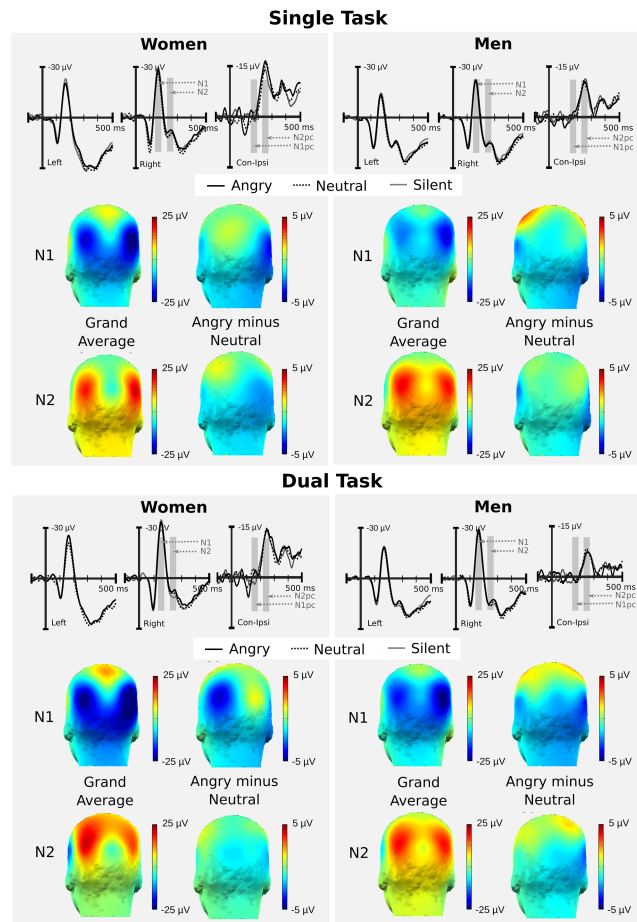 Single Task
Women
Men
-30 µV
-30 µV
-15 µV
-30 µV
-30 µV
-15 µV
N1
N2
N1
N2
500 ms
500 ms
500 ms
500 ms
500 ms
500 ms
N2pc
N1pc
N2pc
N1pc
Left
Right
Con-Ipsi
Left
Right
Con-Ipsi
Angry Neutral Silent
N1
25 µV
-25 µV
5 µV
-5 µV
N1
25 µV
-25 µV
5 µV
-5 µV
Grand Average
Angry minus Neutral
Grand Average
Angry minus Neutral
N2
25 µV
-25 µV
5 µV
-5 µV
N2
25 µV
-25 µV
5 µV
-5 µV
Dual Task
Women
Men
-30 µV
-30 µV
-15 µV
-30 µV
-30 µV
-15 µV
N1
N2
N1
N2
500 ms
500 ms
500 ms
500 ms
500 ms
500 ms
N2pc
N1pc
N2pc
N1pc
Left
Right
Con-Ipsi
Left
Right
Con-Ipsi
Angry Neutral Silent
N1
25 µV
-25 µV
5 µV
-5 µV
N1
25 µV
-25 µV
5 µV
-5 µV
Grand Average
Angry minus Neutral
Grand Average
Angry minus Neutral
N2
25 µV
-25 µV
5 µV
-5 µV
N2
25 µV
-25 µV
5 µV
-5 µV